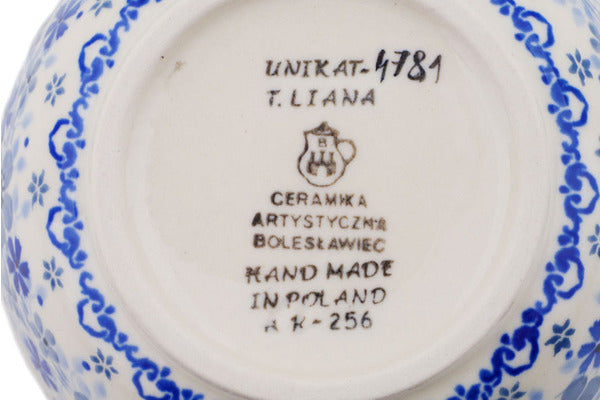 UNIKAT-4781
T. LIANA
B
CERAMIKA
ARTYSTYCZNA
BOLESŁAWIEC
HAND MADE
IN POLAND
A R-256